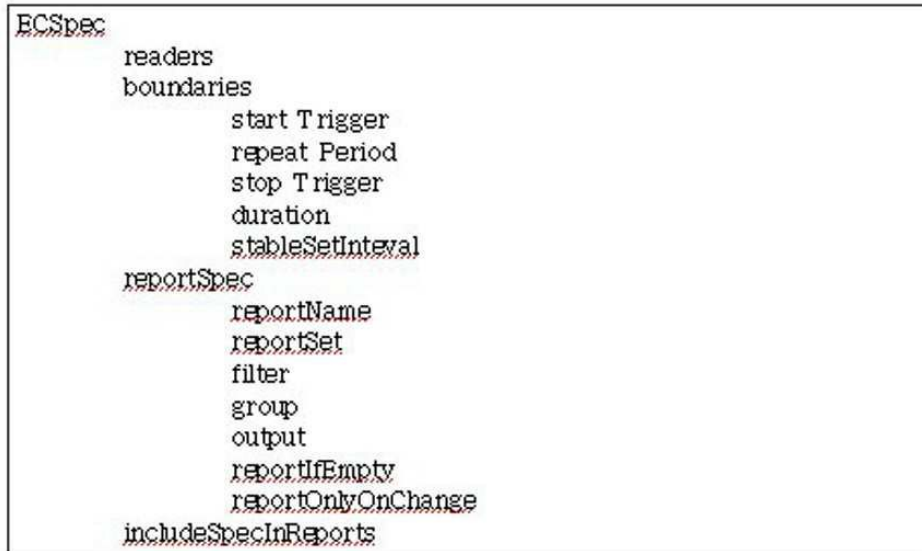 ECSpec
readers
boundaries
start Trigger
repeat Period
stop Trigger
duration
stableSetInteval
reportSpec
reportName
reportSet
filter
group
output
reportIfEmpty
reportOnlyOnChange
includeSpecInReports